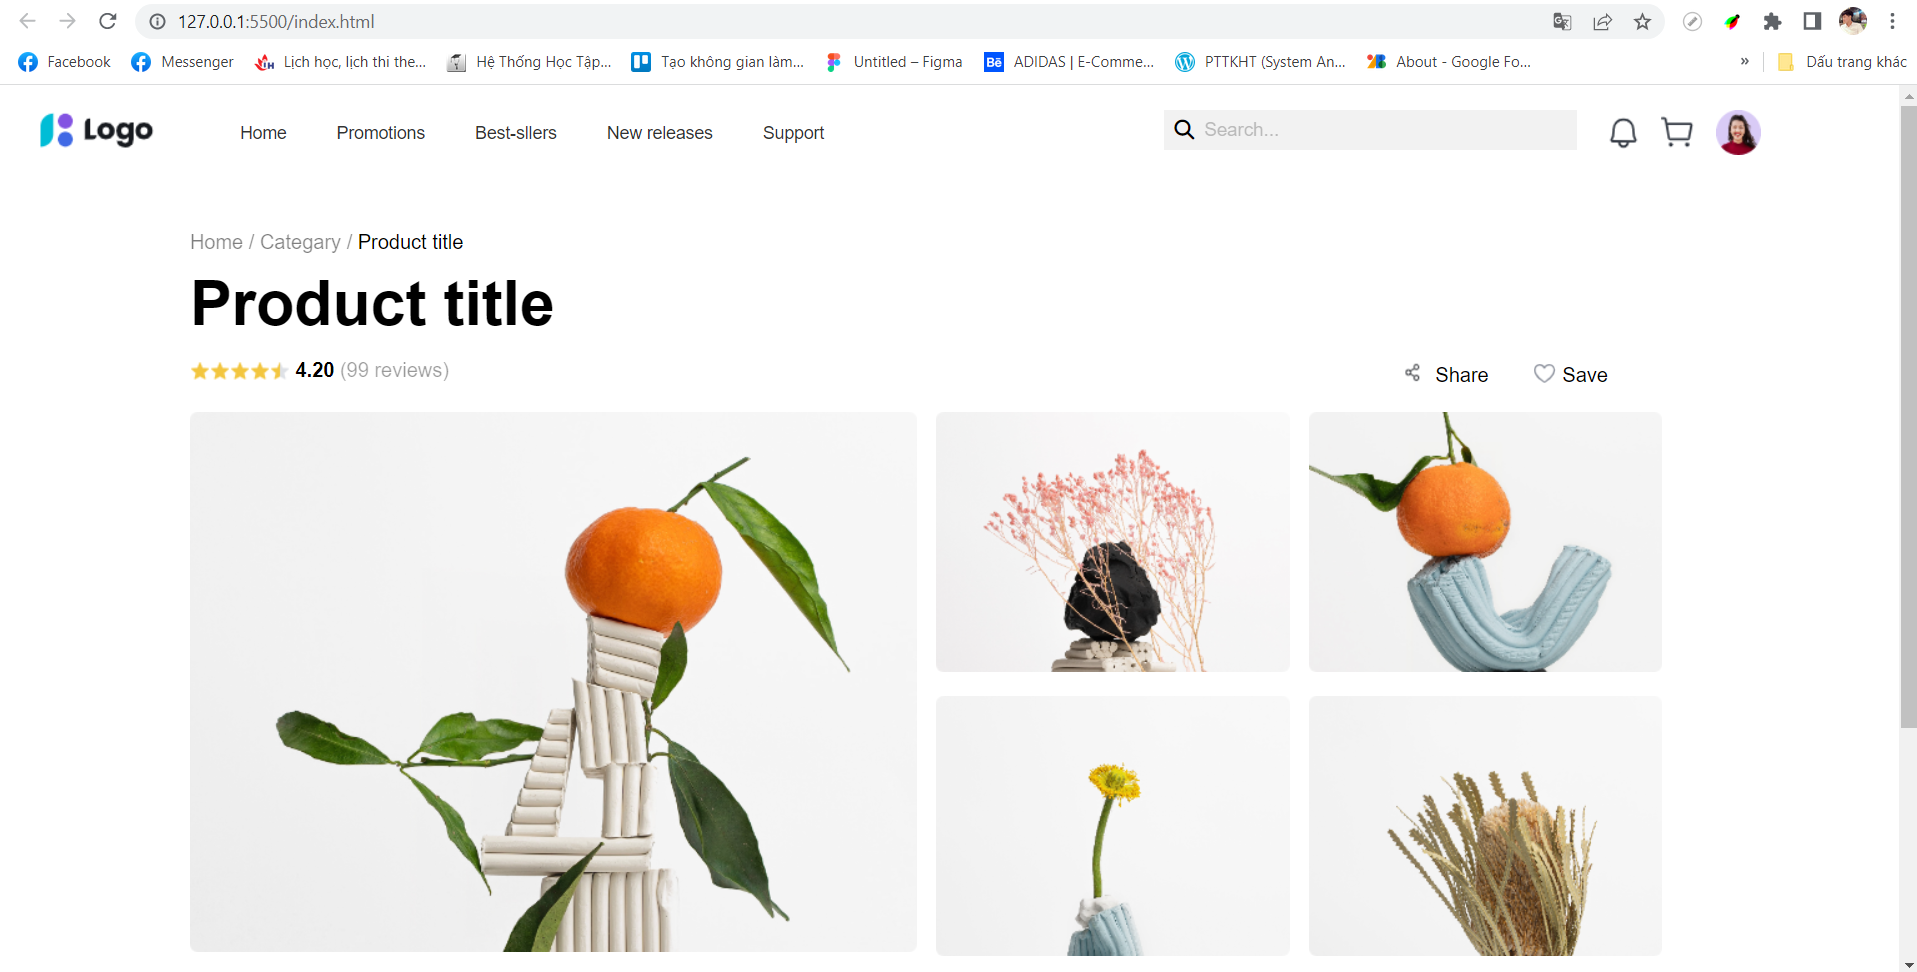 127.0.0.1:5500/index.html
Facebook Messenger Lịch học, lịch thi the... Hệ Thống Học Tập... Tạo không gian làm... Untitled – Figma ADIDAS | E-Comme... PTTKHT (System An... About - Google Fo... » Dấu trang khác
Logo Home Promotions Best-sllers New releases Support Search...
Home / Categary / Product title
Product title
4.20 (99 reviews) Share Save